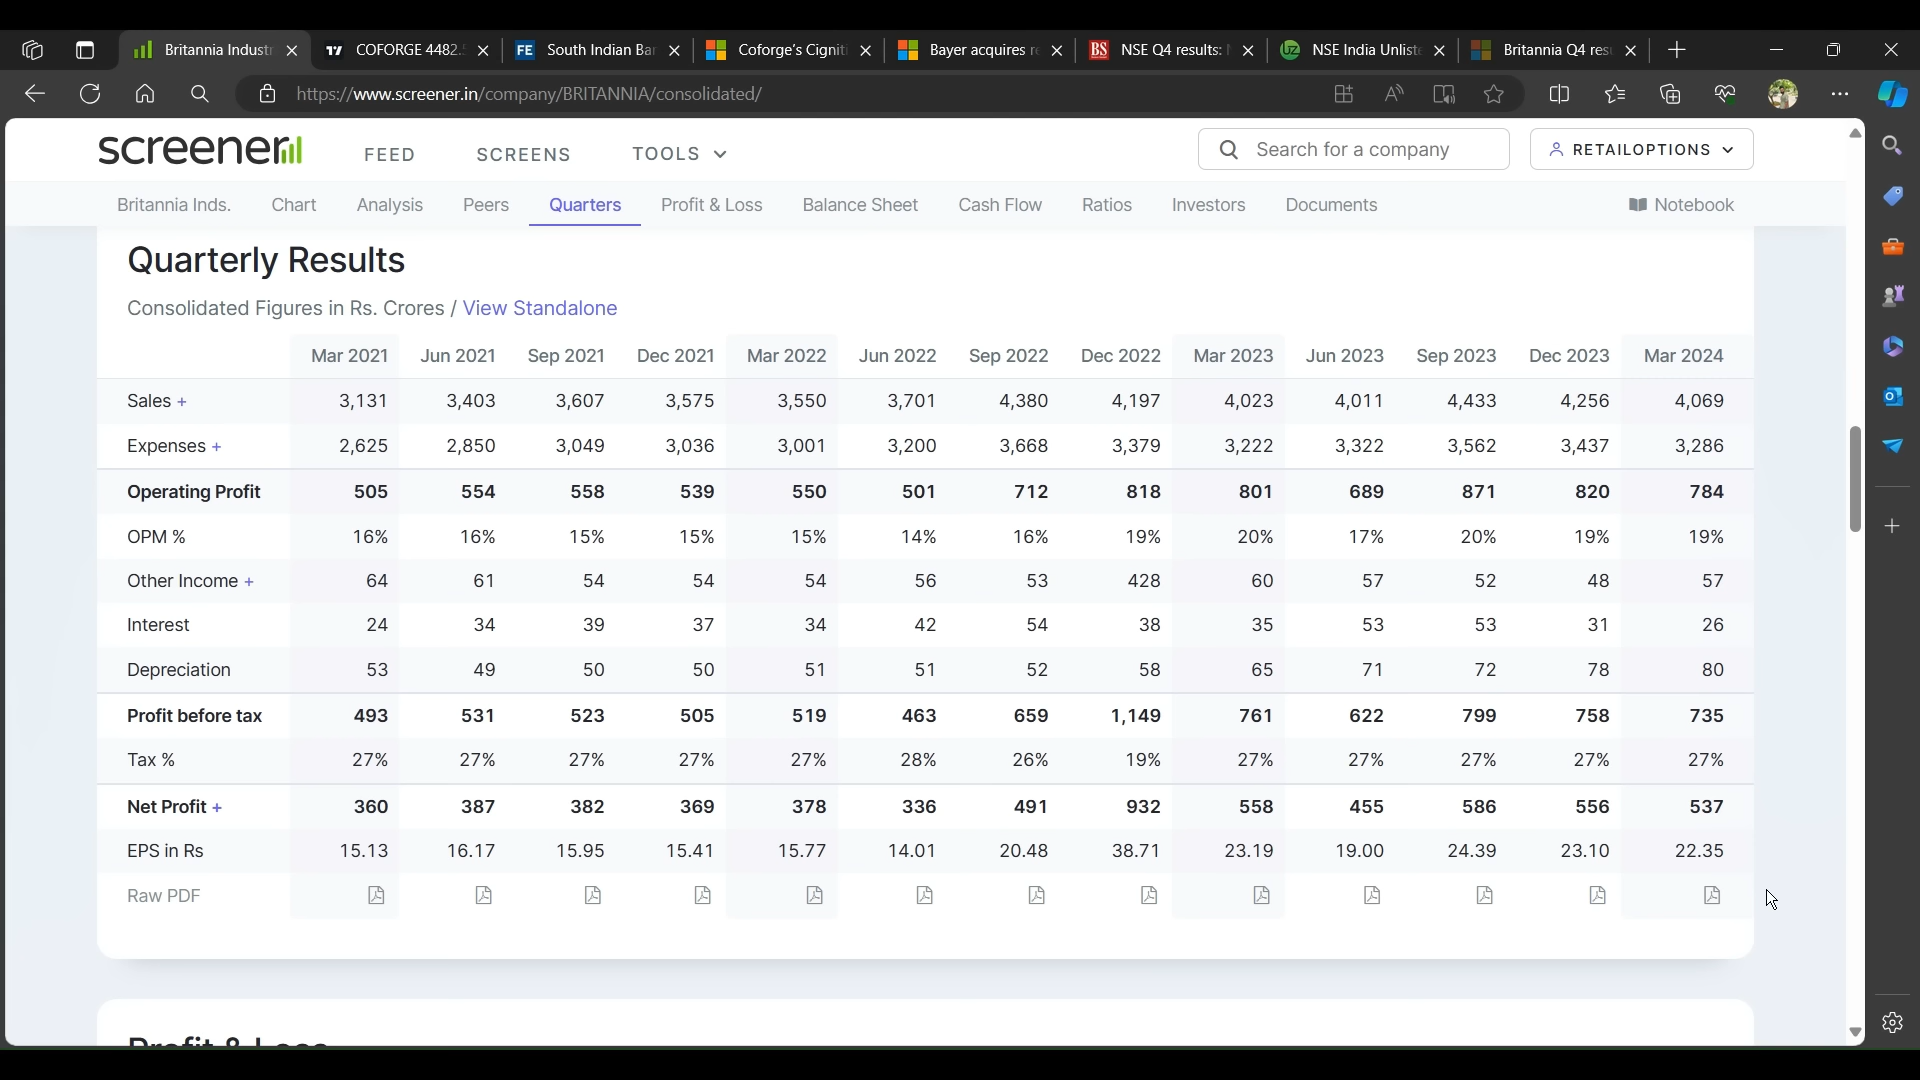 Britannia Industr
COFORGE 4482.
South Indian Bar
Coforge's Cigniti
Bayer acquires r
NSE Q4 results:
NSE India Unliste
Britannia Q4 res
https://www.screener.in/company/BRITANNIA/consolidated/
screener
FEED
SCREENS
TOOLS
Search for a company
RETAILOPTIONS
Britannia Inds. Chart Analysis Peers Quarters Profit & Loss Balance Sheet Cash Flow Ratios Investors Documents Notebook
Quarterly Results
Consolidated Figures in Rs. Crores / View Standalone
Mar 2021 Jun 2021 Sep 2021 Dec 2021 Mar 2022 Jun 2022 Sep 2022 Dec 2022 Mar 2023 Jun 2023 Sep 2023 Dec 2023 Mar 2024
Sales + 3,131 3,403 3,607 3,575 3,550 3,701 4,380 4,197 4,023 4,011 4,433 4,256 4,069
Expenses + 2,625 2,850 3,049 3,036 3,001 3,200 3,668 3,379 3,222 3,322 3,562 3,437 3,286
Operating Profit 505 554 558 539 550 501 712 818 801 689 871 820 784
OPM % 16% 16% 15% 15% 15% 14% 16% 19% 20% 17% 20% 19% 19%
Other Income + 64 61 54 54 54 56 53 428 60 57 52 48 57
Interest 24 34 39 37 34 42 54 38 35 53 53 31 26
Depreciation 53 49 50 50 51 51 52 58 65 71 72 78 80
Profit before tax 493 531 523 505 519 463 659 1,149 761 622 799 758 735
Tax % 27% 27% 27% 27% 27% 28% 26% 19% 27% 27% 27% 27% 27%
Net Profit + 360 387 382 369 378 336 491 932 558 455 586 556 537
EPS in Rs 15.13 16.17 15.95 15.41 15.77 14.01 20.48 38.71 23.19 19.00 24.39 23.10 22.35
Raw PDF
Profit & Loss